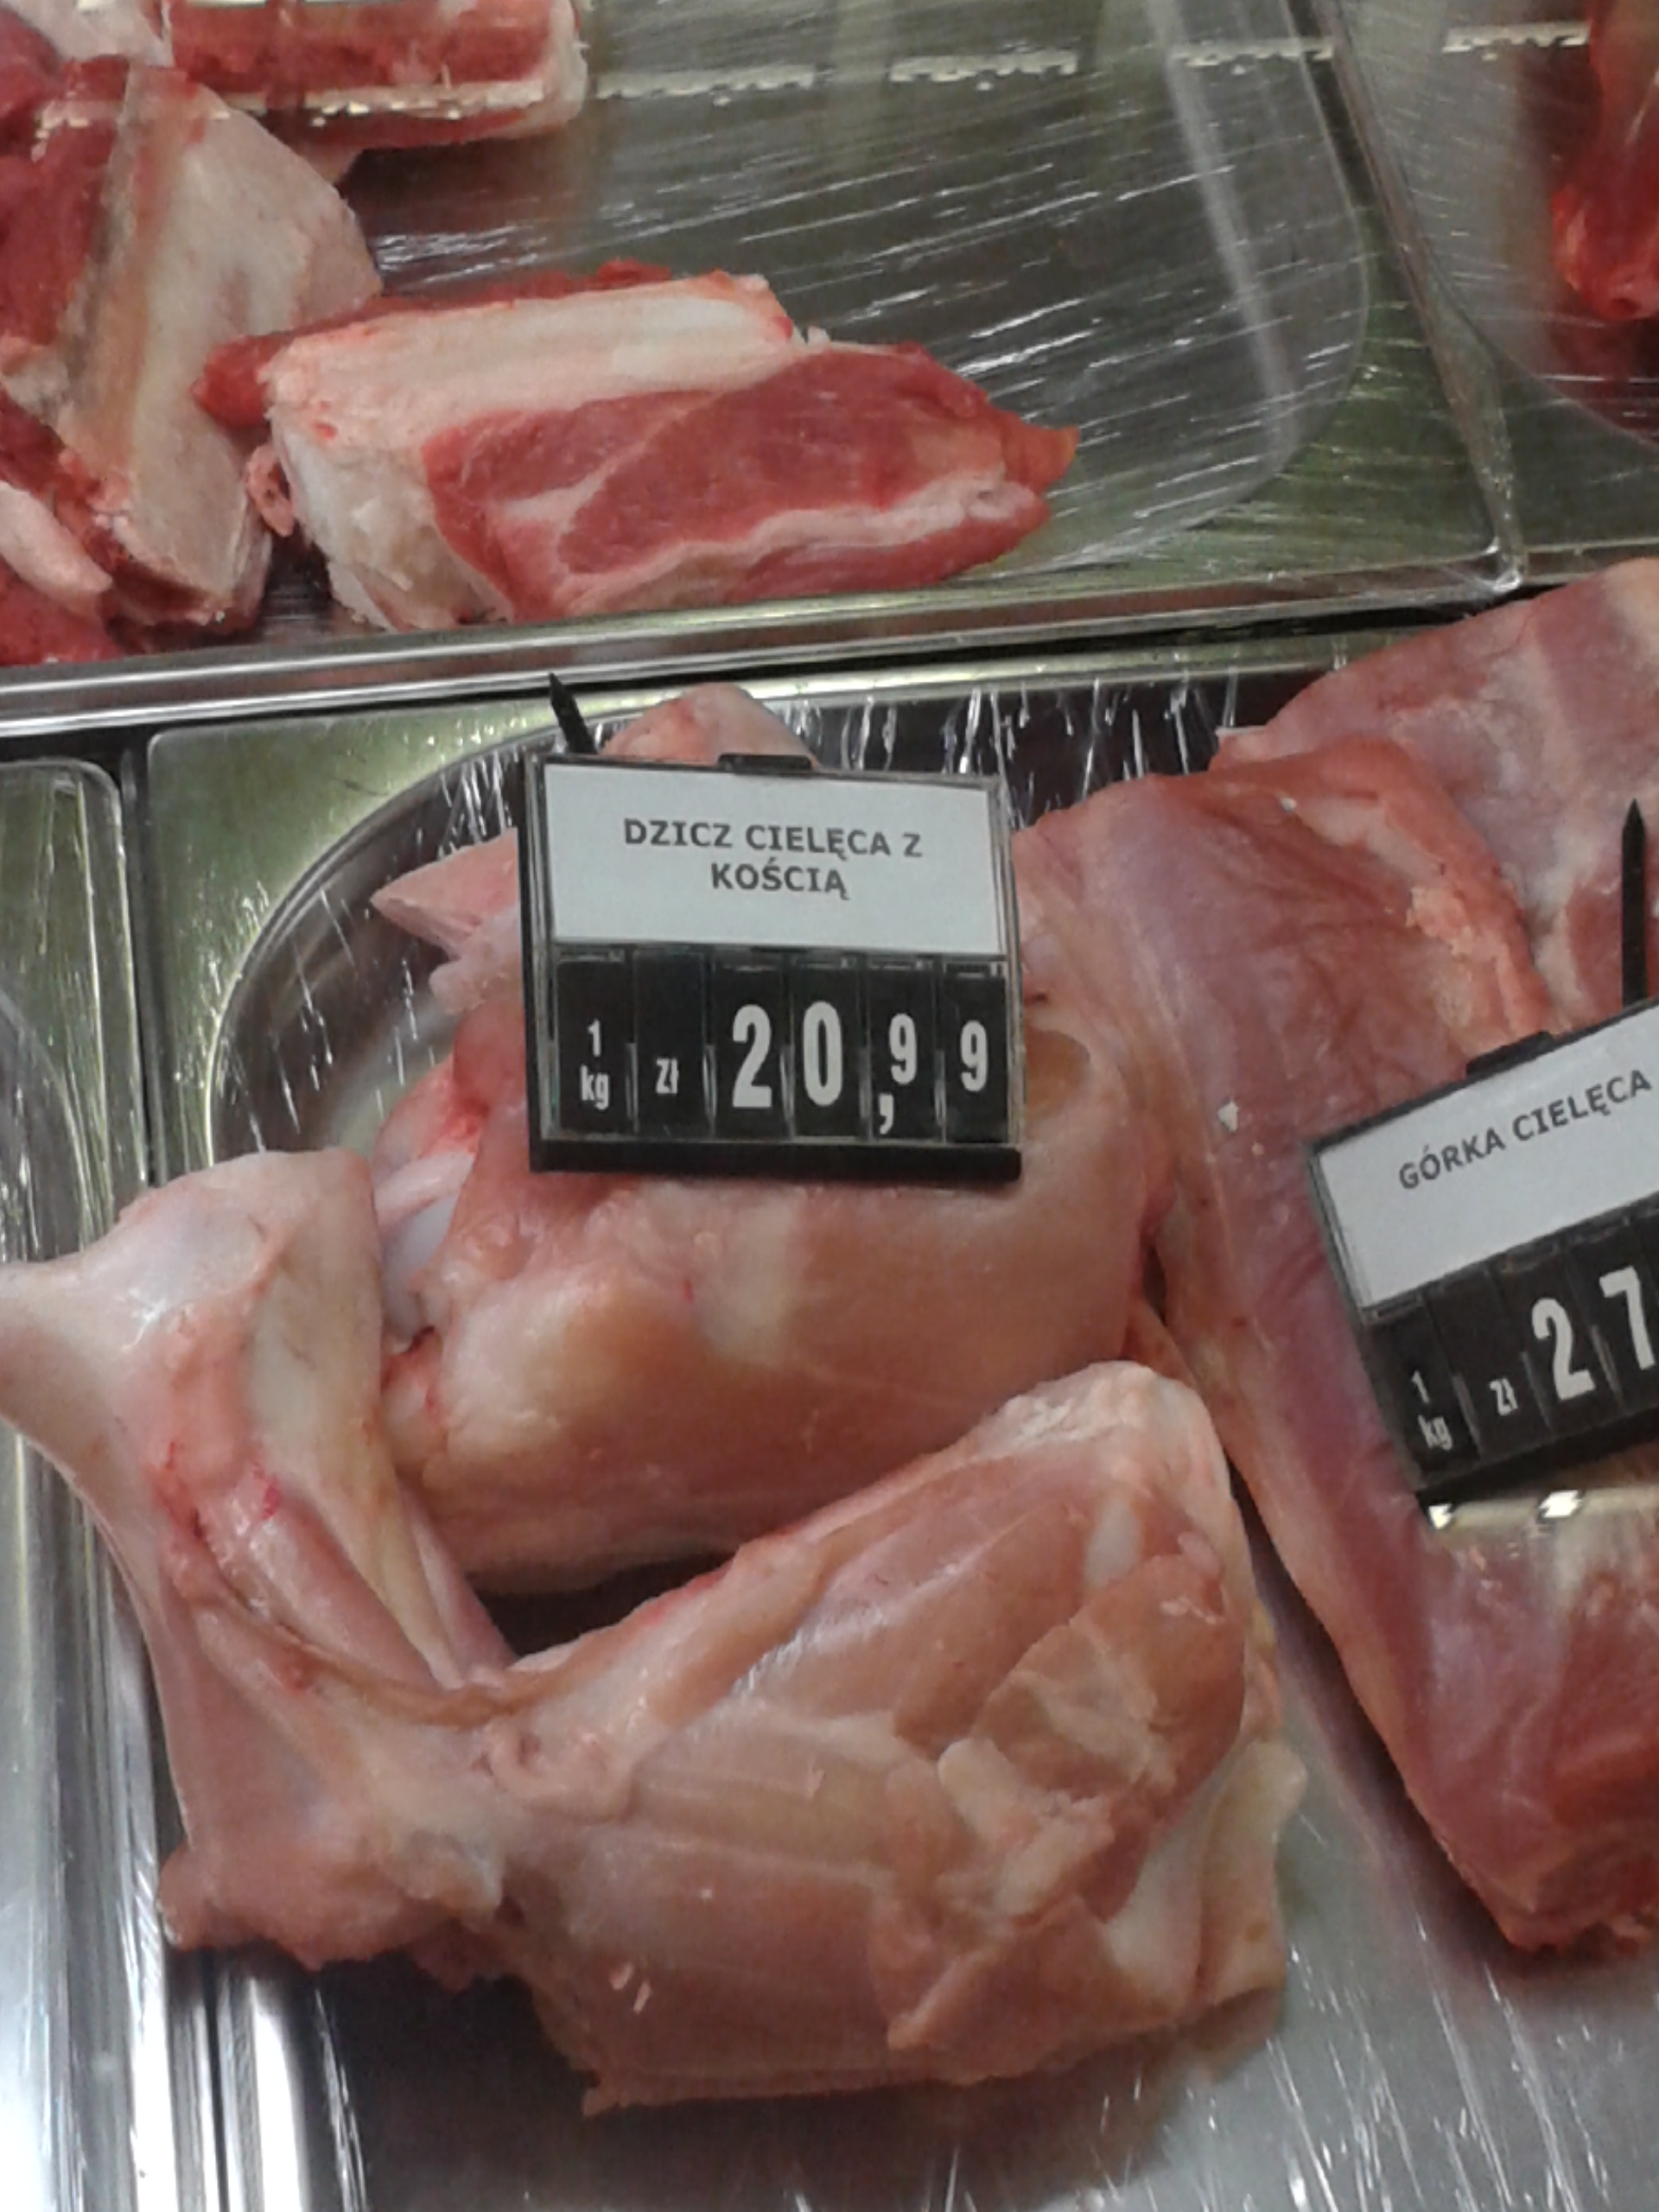 DZICZ CIELĘCA Z
KOŚCIĄ
1
kg
zł
20,99
GÓRKA CIELĘCA
1
kg
zł
27